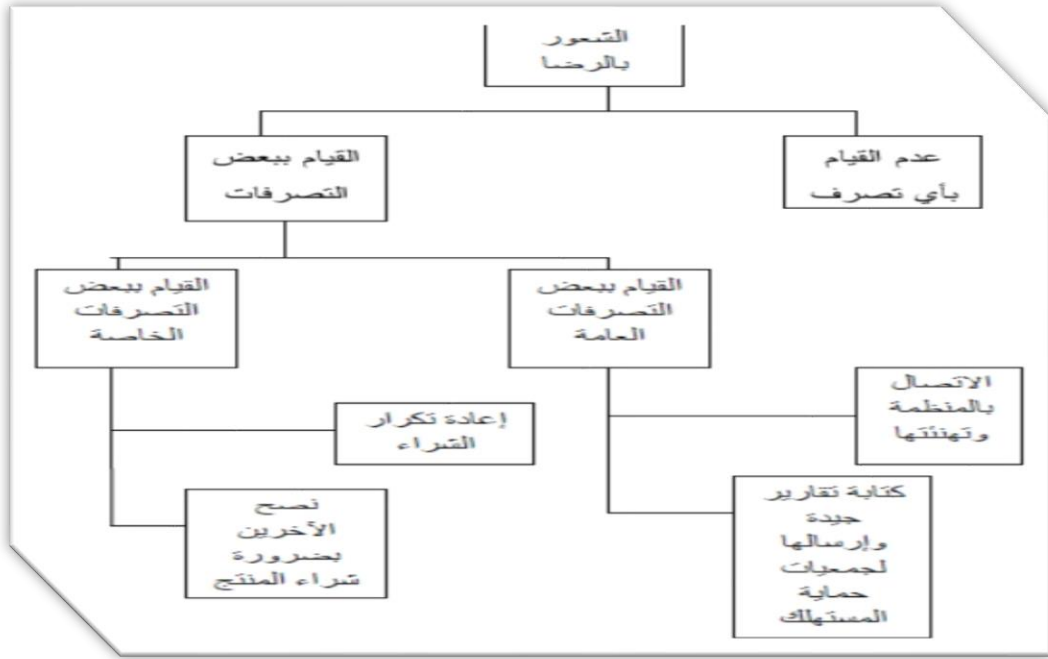 الشعور
بالرضا
عدم القيام
بأي تصرف
القيام ببعض
التصرفات
القيام ببعض
التصرفات
العامة
القيام ببعض
التصرفات
الخاصة
الاتصال
بالمنظمة
وتهنئتها
إعادة تكرار
الشراء
كتابة تقارير
جيدة
وإرسالها
لجمعيات
حماية
المستهلك
نصح
الأخرين
بضرورة
شراء المنتج